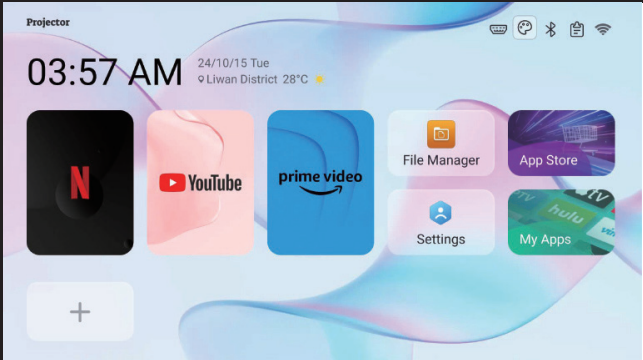 Projector
03:57 AM
24/10/15 Tue
Liwan District 28°C
N
YouTube
prime video
File Manager
App Store
Settings
tv
hulu
My Apps